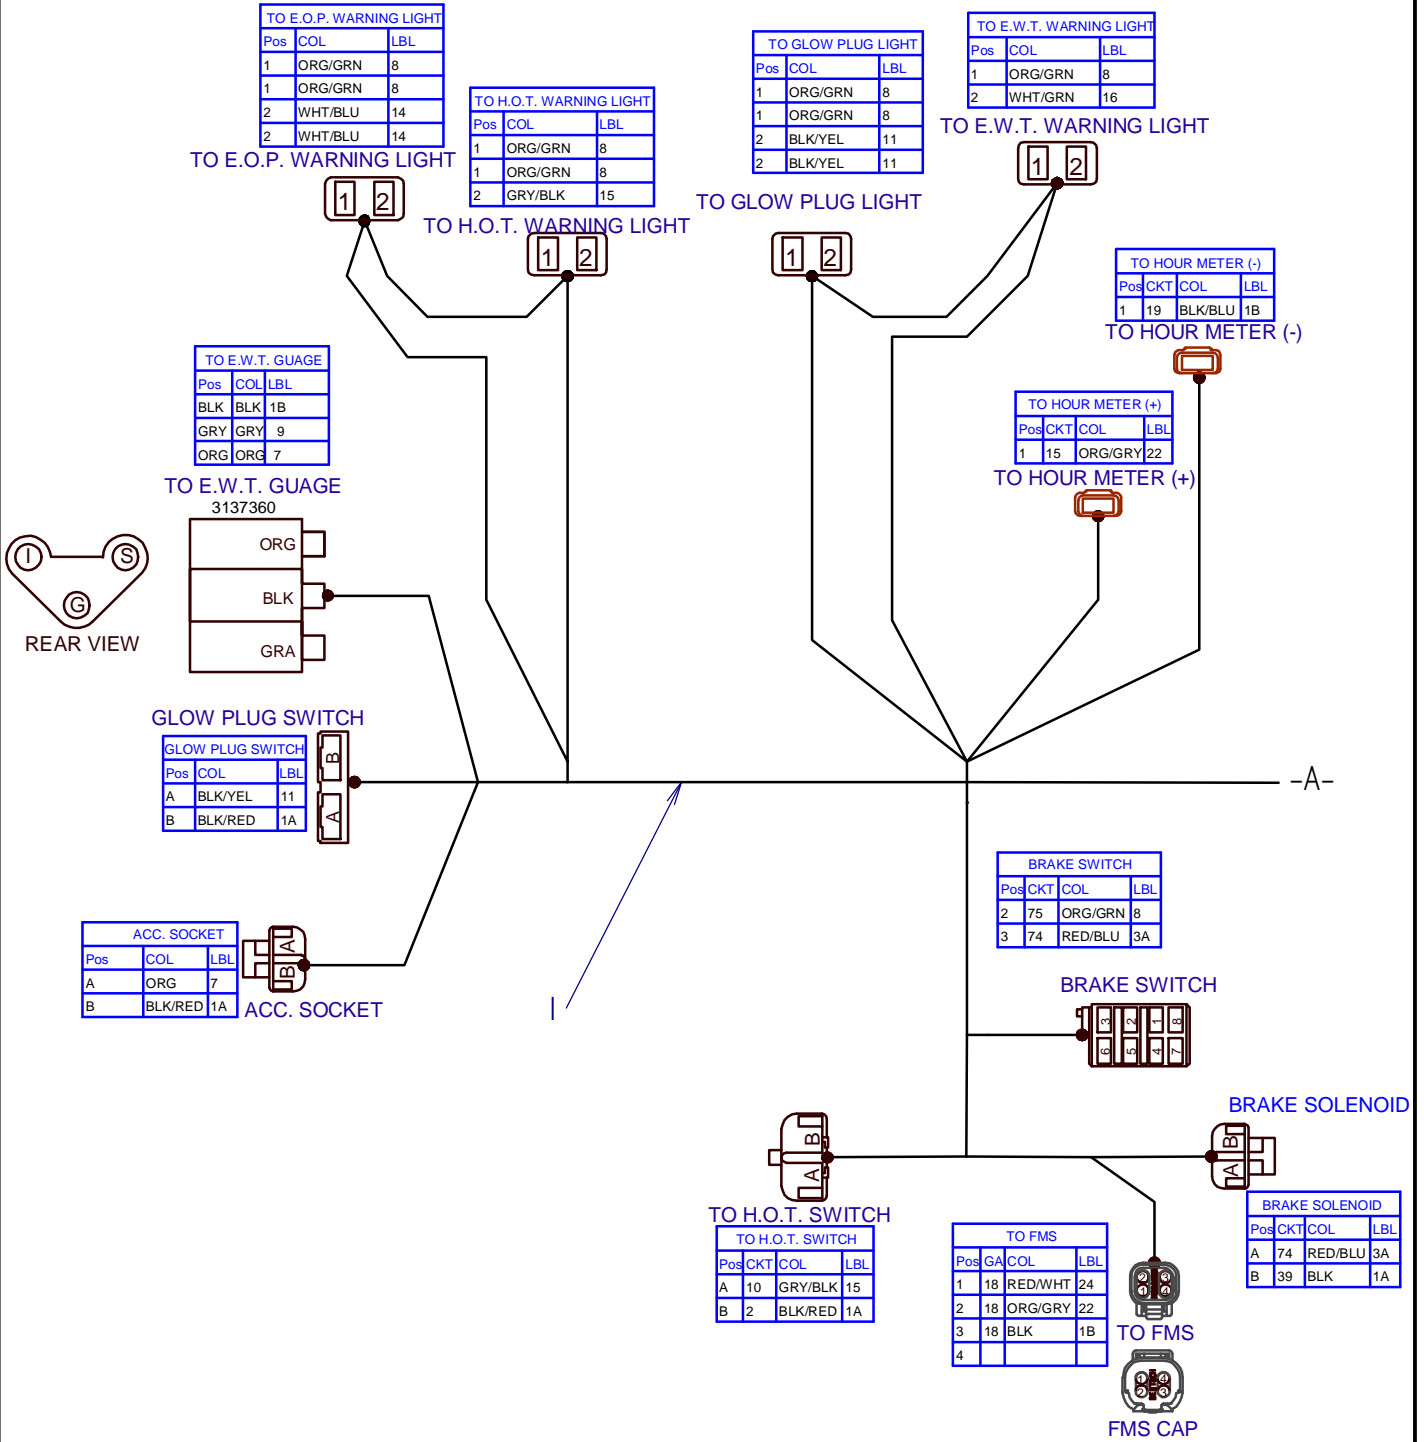 TO E.O.P. WARNING LIGHT
Pos COL LBL
1 ORG/GRN 8
1 ORG/GRN 8
2 WHT/BLU 14
2 WHT/BLU 14
TO E.O.P. WARNING LIGHT
1 2
TO H.O.T. WARNING LIGHT
Pos COL LBL
1 ORG/GRN 8
1 ORG/GRN 8
2 GRY/BLK 15
TO H.O.T. WARNING LIGHT
1 2
TO GLOW PLUG LIGHT
Pos COL LBL
1 ORG/GRN 8
1 ORG/GRN 8
2 BLK/YEL 11
2 BLK/YEL 11
TO GLOW PLUG LIGHT
1 2
TO E.W.T. WARNING LIGHT
Pos COL LBL
1 ORG/GRN 8
2 WHT/GRN 16
TO E.W.T. WARNING LIGHT
1 2
TO HOUR METER (-)
Pos CKT COL LBL
1 19 BLK/BLU 1B
TO HOUR METER (-)
TO HOUR METER (+)
Pos CKT COL LBL
1 15 ORG/GRY 22
TO HOUR METER (+)
TO E.W.T. GUAGE
Pos COL LBL
BLK BLK 1B
GRY GRY 9
ORG ORG 7
TO E.W.T. GUAGE
3137360
ORG
BLK
GRA
I S
G
REAR VIEW
GLOW PLUG SWITCH
GLOW PLUG SWITCH
Pos COL LBL
A BLK/YEL 11
B BLK/RED 1A
B
A
-A-
ACC. SOCKET
Pos COL LBL
A ORG 7
B BLK/RED 1A
A
B
ACC. SOCKET
I
BRAKE SWITCH
Pos CKT COL LBL
2 75 ORG/GRN 8
3 74 RED/BLU 3A
BRAKE SWITCH
3 2 1 8
6 5 4 7
BRAKE SOLENOID
B
A
BRAKE SOLENOID
Pos CKT COL LBL
A 74 RED/BLU 3A
B 39 BLK 1A
B
A
TO H.O.T. SWITCH
TO H.O.T. SWITCH
Pos CKT COL LBL
A 10 GRY/BLK 15
B 2 BLK/RED 1A
TO FMS
Pos GA COL LBL
1 18 RED/WHT 24
2 18 ORG/GRY 22
3 18 BLK 1B
4
2 3
1 4
TO FMS
1 4
2 3
FMS CAP